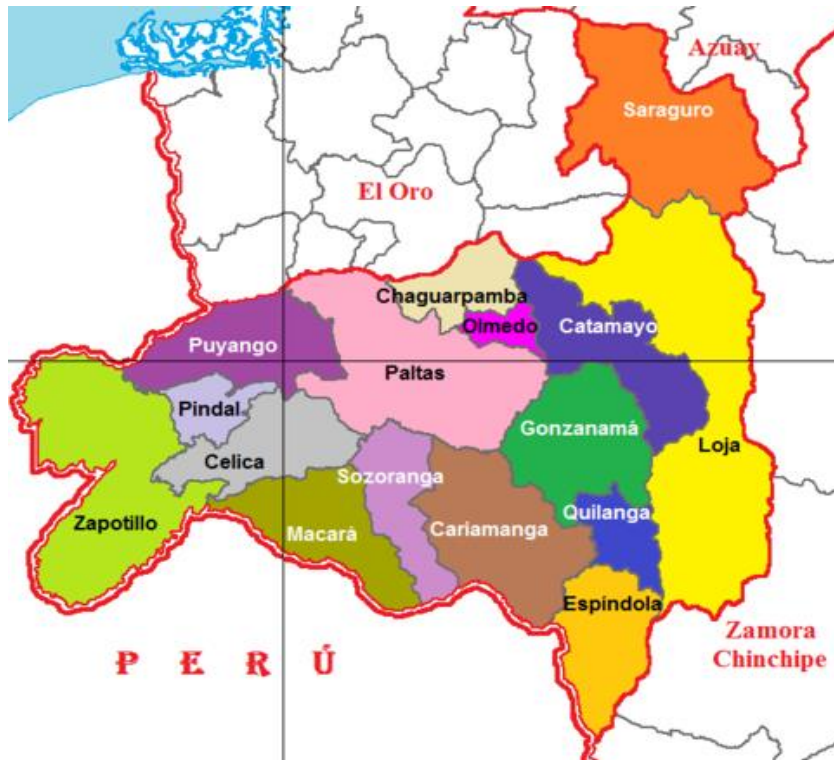 Azuay
Saraguro
El Oro
Chaguarpamba
Olmedo
Catamayo
Puyango
Paltas
Pindal
Gonzanamá
Loja
Celica
Sozoranga
Zapotillo
Macarà
Cariamanga
Quilanga
Espíndola
Zamora
Chinchipe
P E R Ú